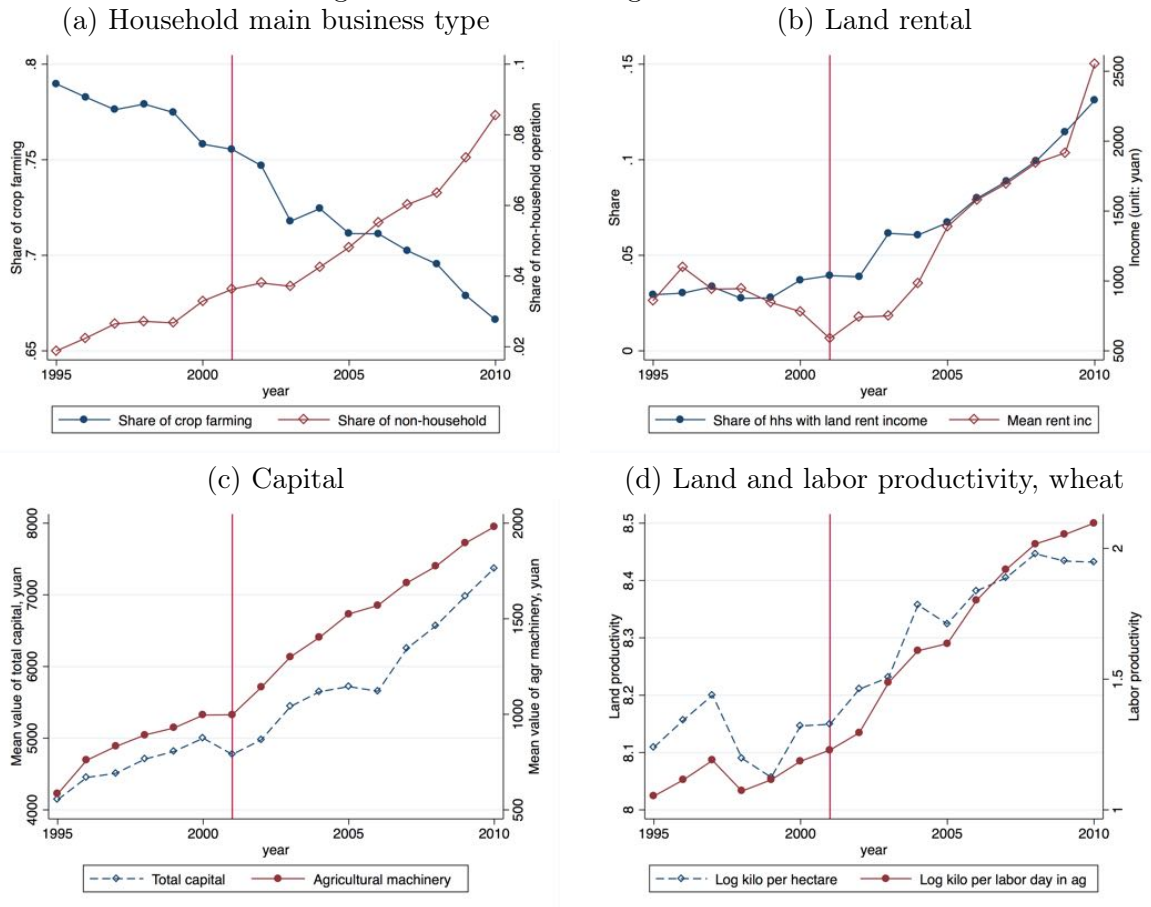 (a) Household main business type
(b) Land rental
.8
.75
.7
.65
Share of crop farming
.1
.08
.06
.04
.02
Share of non-household operation
1995
2000
2005
2010
year
Share of crop farming
Share of non-household
.15
.1
.05
0
Share
2500
2000
1500
1000
500
Income (unit: yuan)
1995
2000
2005
2010
year
Share of hhs with land rent income
Mean rent inc
(c) Capital
(d) Land and labor productivity, wheat
8000
7000
6000
5000
4000
Mean value of total capital, yuan
2000
1500
1000
500
Mean value of agr machinery, yuan
1995
2000
2005
2010
year
Total capital
Agricultural machinery
8.5
8.4
8.3
8.2
8.1
8
Land productivity
2
1.5
1
Labor productivity
1995
2000
2005
2010
year
Log kilo per hectare
Log kilo per labor day in ag